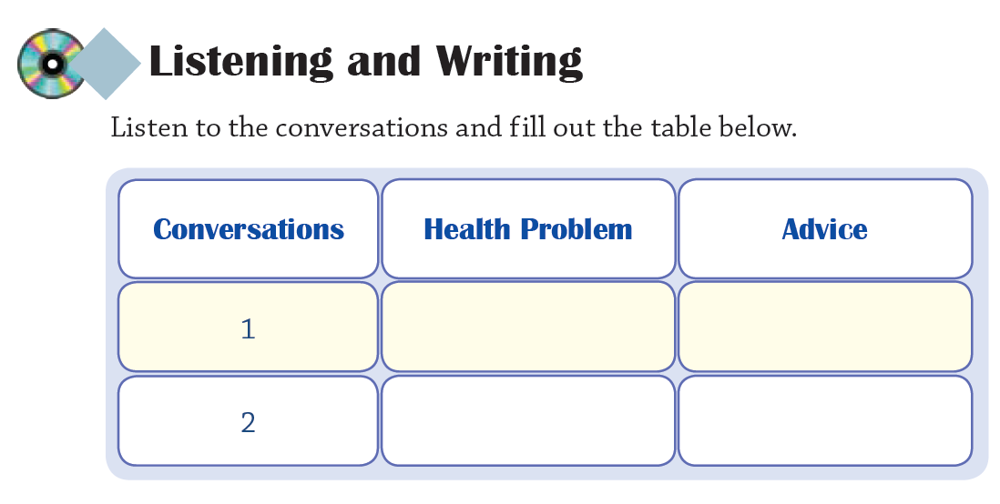 Listening and Writing
Listen to the conversations and fill out the table below.
Conversations Health Problem Advice
1
2